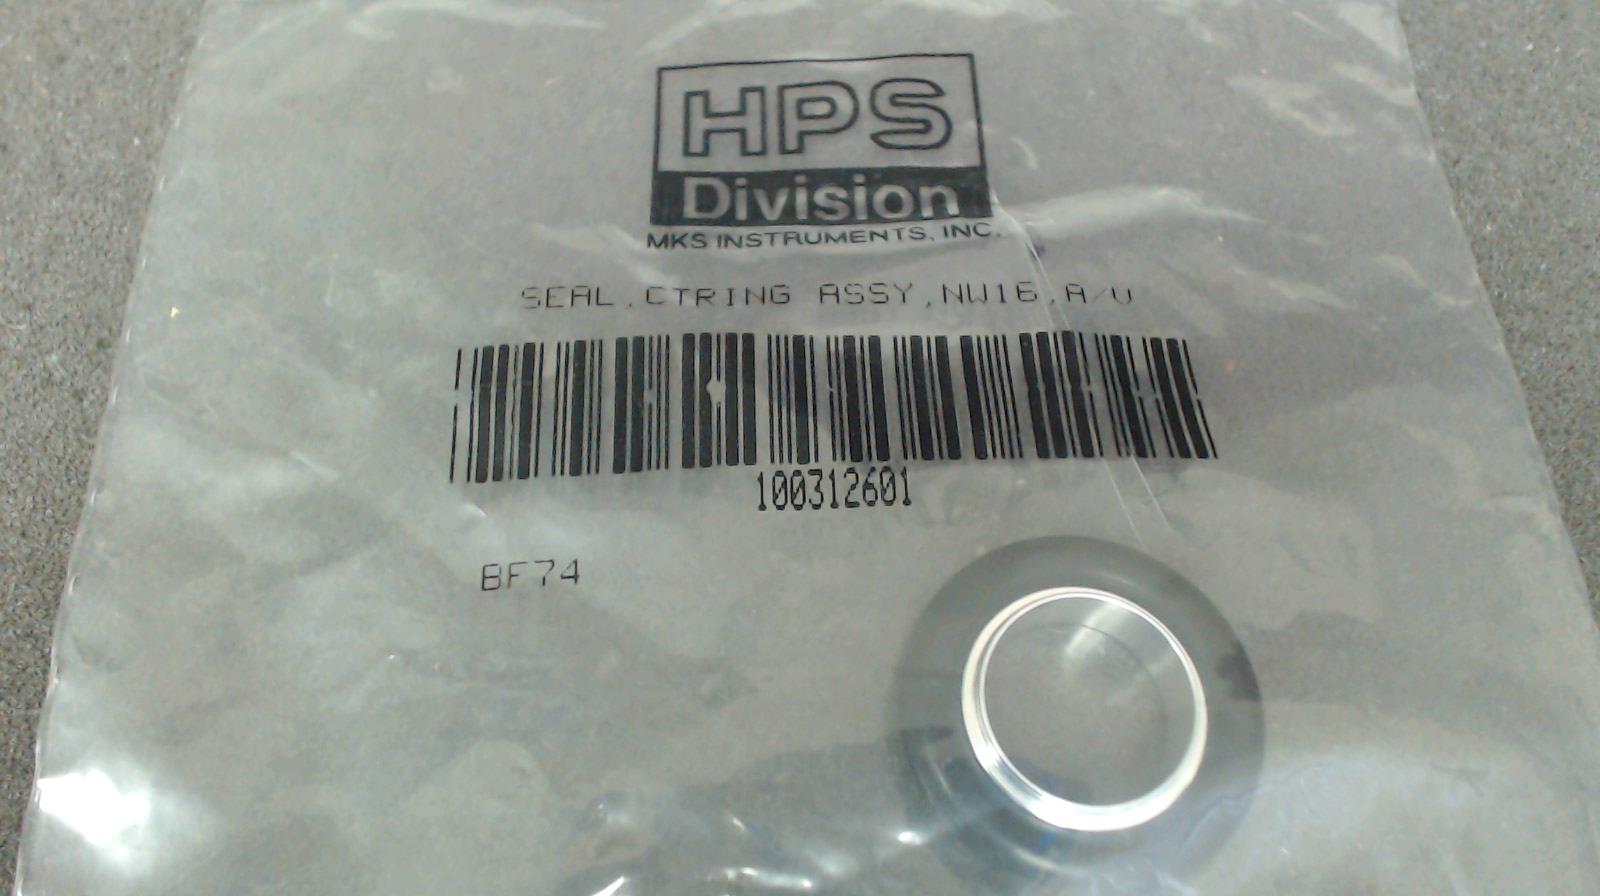 HPS
Division
MKS INSTRUMENTS, INC.
SEAL,CTRING ASSY,NW16,A/V
100312601
BF74